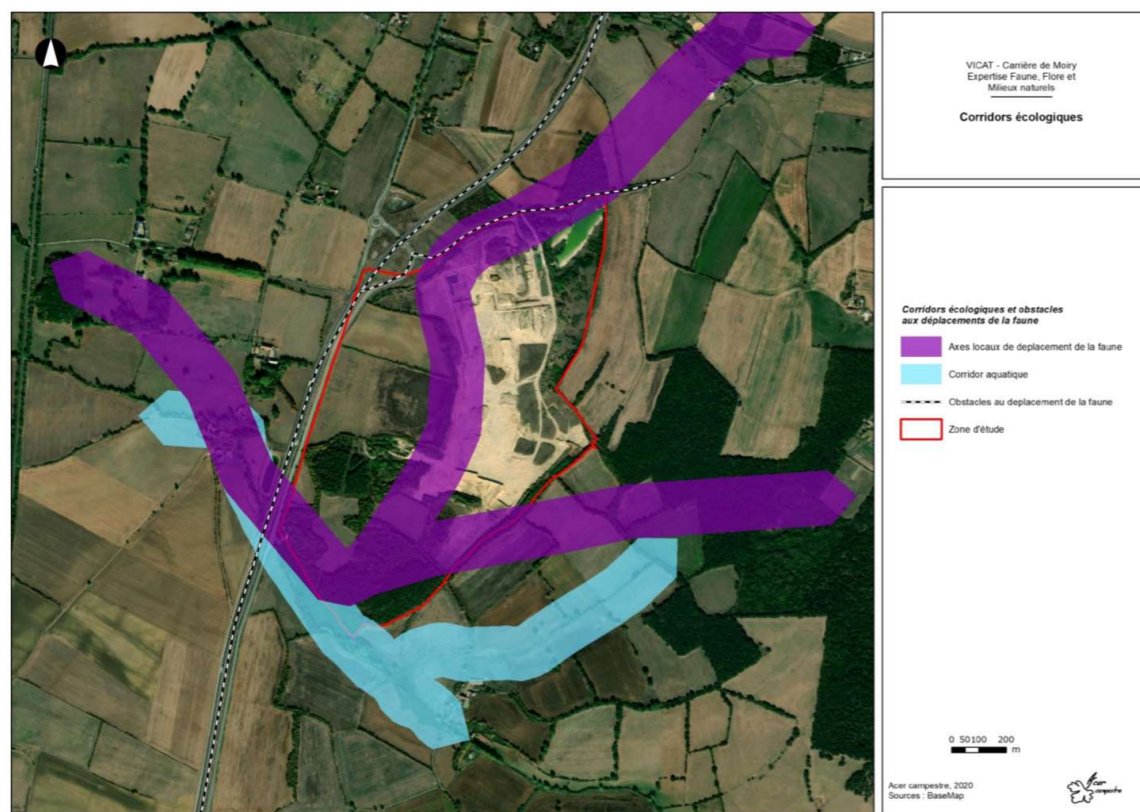 VICAT - Carrière de Moiry
Expertise Faune, Flore et
Milieux naturels
Corridors écologiques
Corridors écologiques et obstacles
aux déplacements de la faune
Axes locaux de deplacement de la faune
Corridor aquatique
Obstacles au deplacement de la faune
Zone d'étude
0 50100 200
m
Acer campestre, 2020
Sources : BaseMap
Acer
campestre